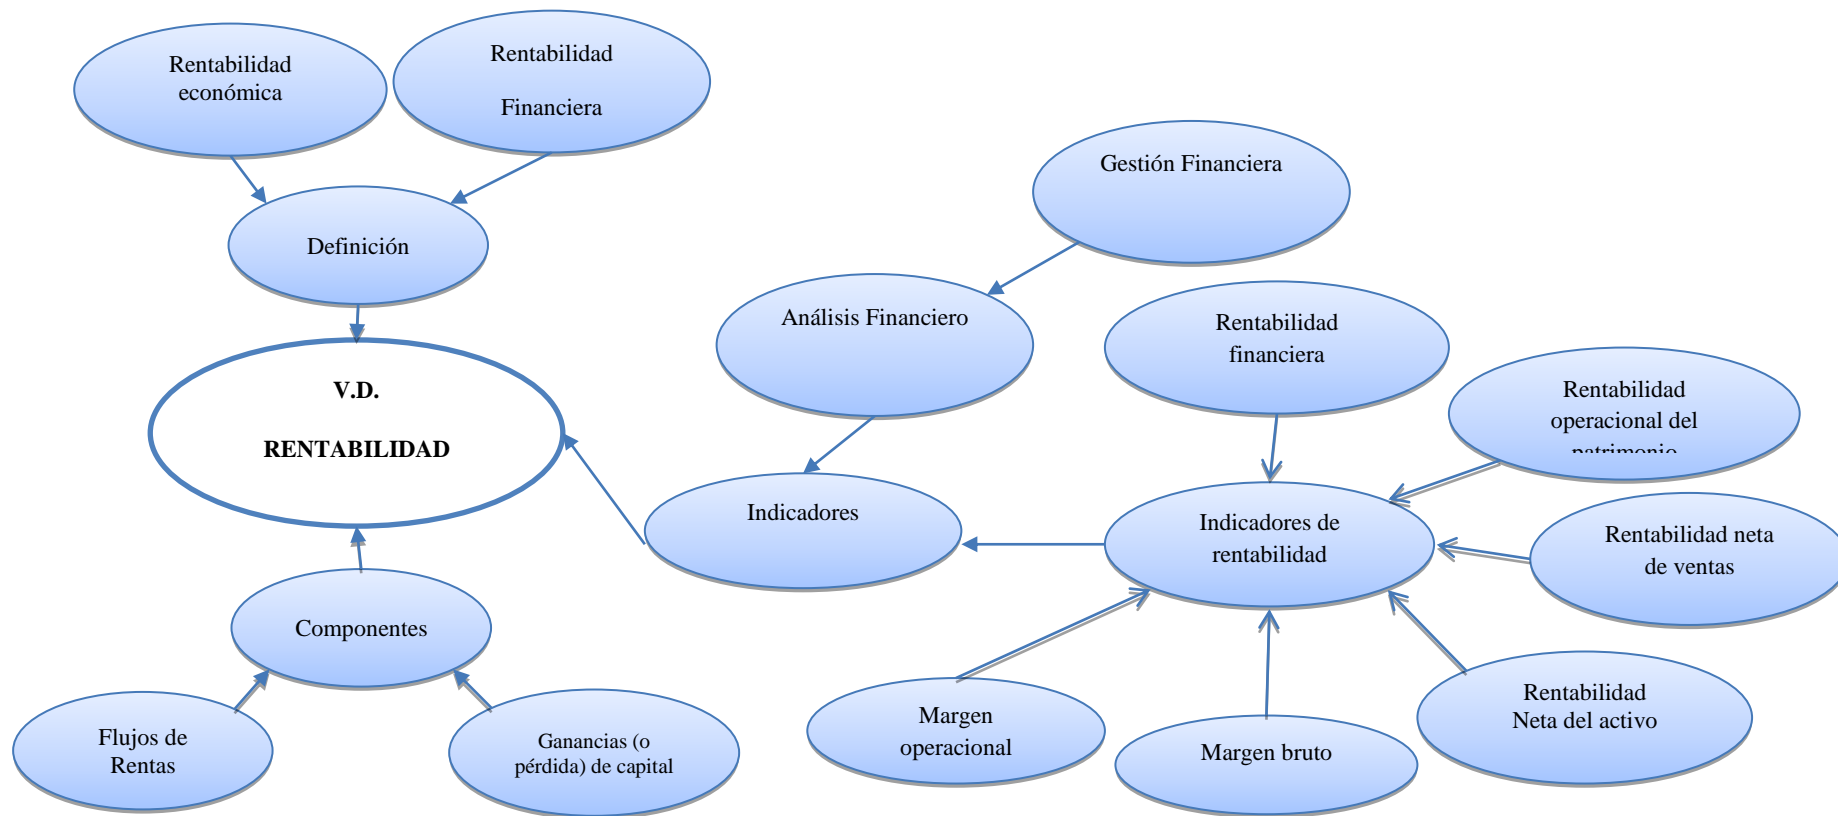 Rentabilidad
económica
Rentabilidad
Financiera
Definición
V.D.
RENTABILIDAD
Componentes
Flujos de
Rentas
Ganancias (o
pérdida) de capital
Gestión Financiera
Análisis Financiero
Indicadores
Rentabilidad
financiera
Rentabilidad
operacional del
patrimonio
Indicadores de
rentabilidad
Rentabilidad neta
de ventas
Rentabilidad
Neta del activo
Margen
operacional
Margen bruto